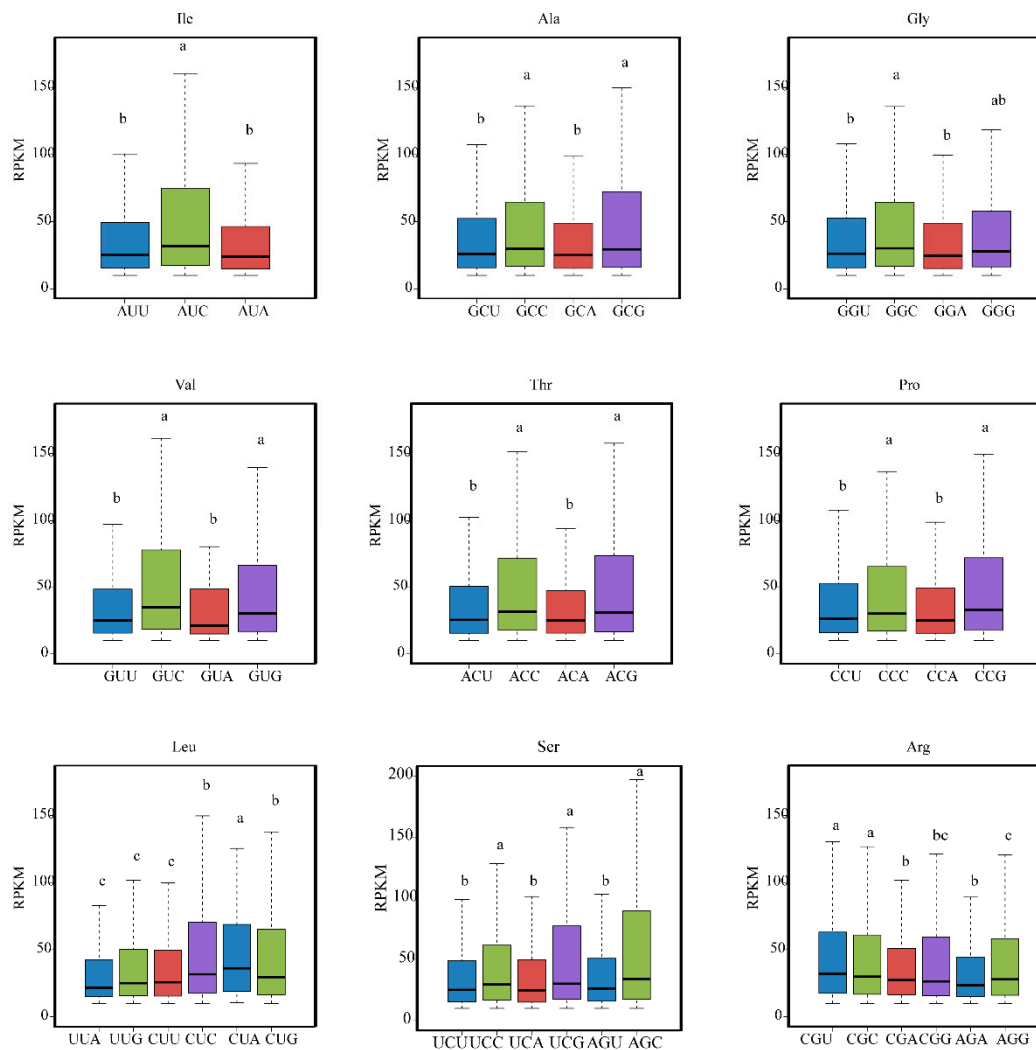 Ile
Ala
Gly
RPKM
150
100
50
0
b
a
b
AUU AUC AUA
RPKM
150
100
50
0
b
a
b
a
GCU GCC GCA GCG
RPKM
150
100
50
0
b
a
b
ab
GGU GGC GGA GGG
Val
Thr
Pro
RPKM
150
100
50
0
b
a
b
a
GUU GUC GUA GUG
RPKM
150
100
50
0
b
a
b
a
ACU ACC ACA ACG
RPKM
150
100
50
0
b
a
b
a
CCU CCC CCA CCG
Leu
Ser
Arg
RPKM
150
100
50
0
c
c
c
b
a
b
UUA UUG CUU CUC CUA CUG
RPKM
200
150
100
50
0
b
a
b
a
b
a
UCU UCC UCA UCG AGU AGC
RPKM
150
100
50
0
a
a
b
bc
b
c
CGU CGC CGA CGG AGA AGG